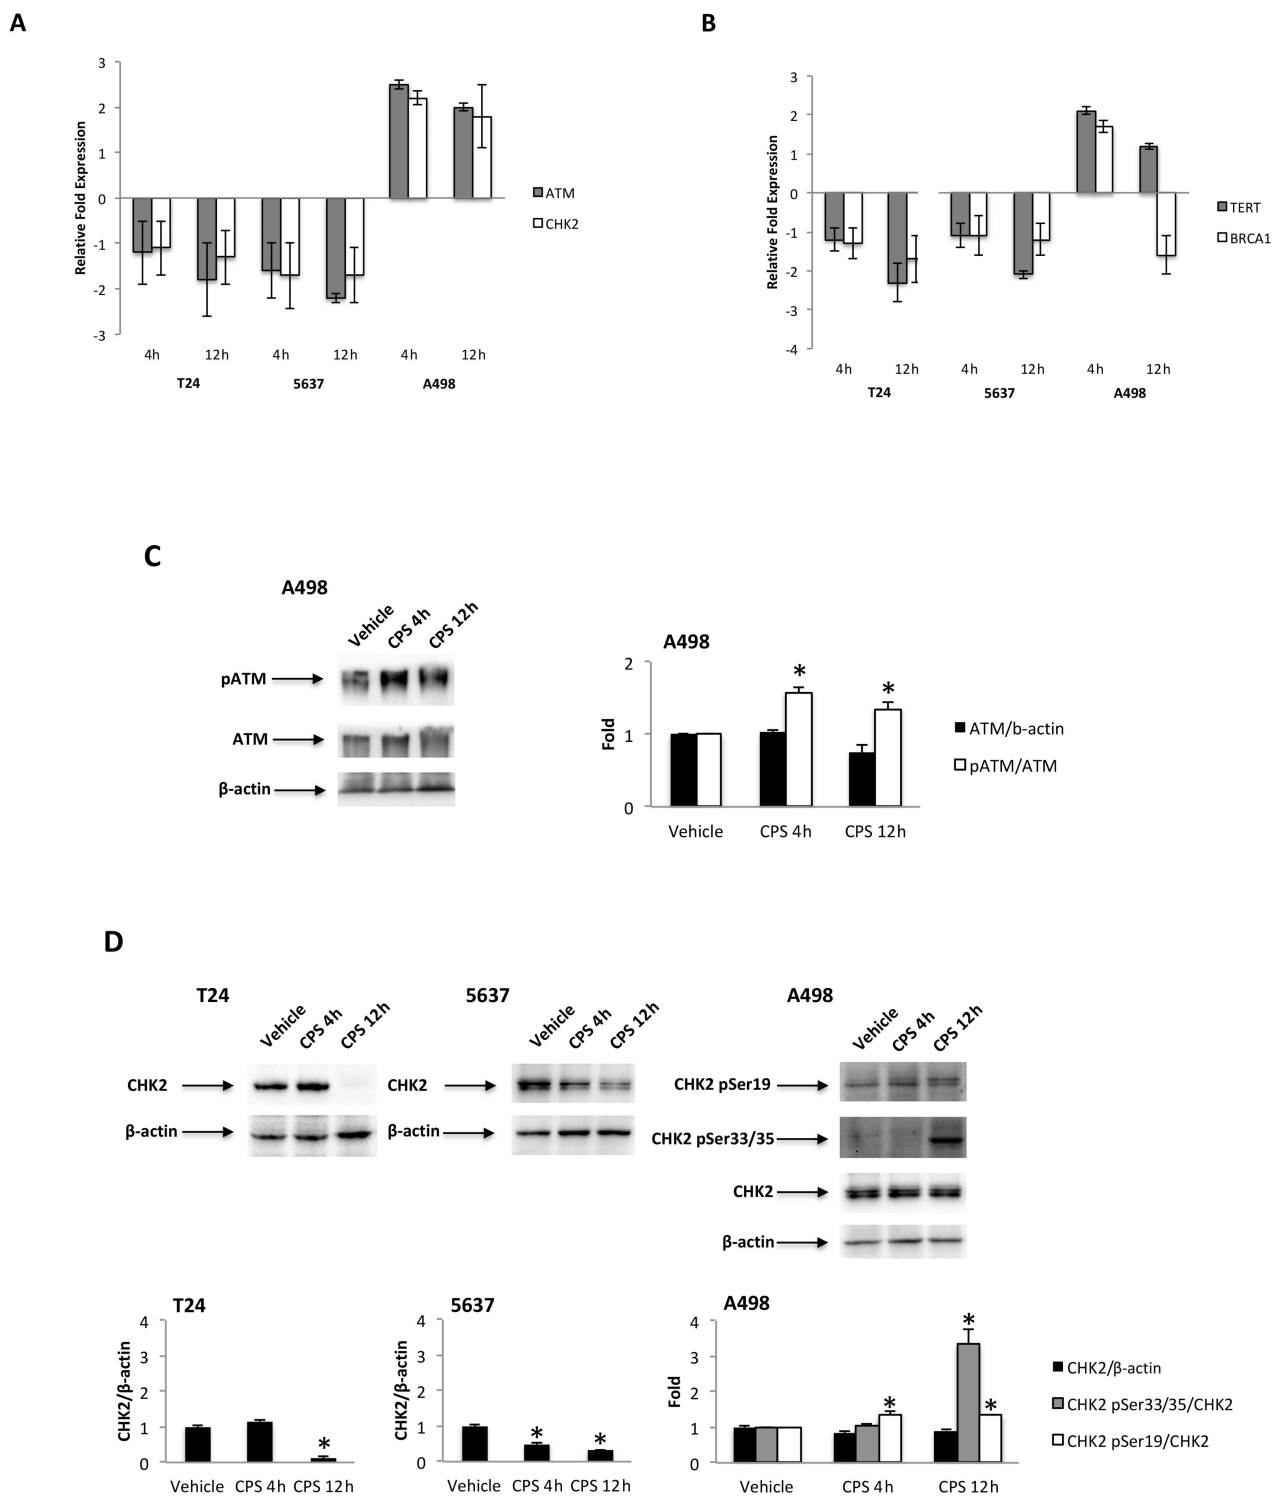 A
3
2
1
0
-1
-2
-3
Relative Fold Expression
4h 12h 4h 12h 4h 12h
T24 5637 A498
ATM
CHK2
B
3
2
1
0
-1
-2
-3
-4
Relative Fold Expression
4h 12h 4h 12h 4h 12h
T24 5637 A498
TERT
BRCA1
C
A498
Vehicle CPS 4h CPS 12h
pATM
ATM
β-actin
A498
2
1
0
Fold
* *
Vehicle CPS 4h CPS 12h
ATM/b-actin
pATM/ATM
D
T24
Vehicle CPS 4h CPS 12h
CHK2
β-actin
5637
Vehicle CPS 4h CPS 12h
CHK2
β-actin
A498
Vehicle CPS 4h CPS 12h
CHK2 pSer19
CHK2 pSer33/35
CHK2
β-actin
T24
4
3
2
1
0
CHK2/β-actin
*
Vehicle CPS 4h CPS 12h
5637
4
3
2
1
0
CHK2/β-actin
* *
Vehicle CPS 4h CPS 12h
A498
4
3
2
1
0
Fold
* * *
Vehicle CPS 4h CPS 12h
CHK2/β-actin
CHK2 pSer33/35/CHK2
CHK2 pSer19/CHK2